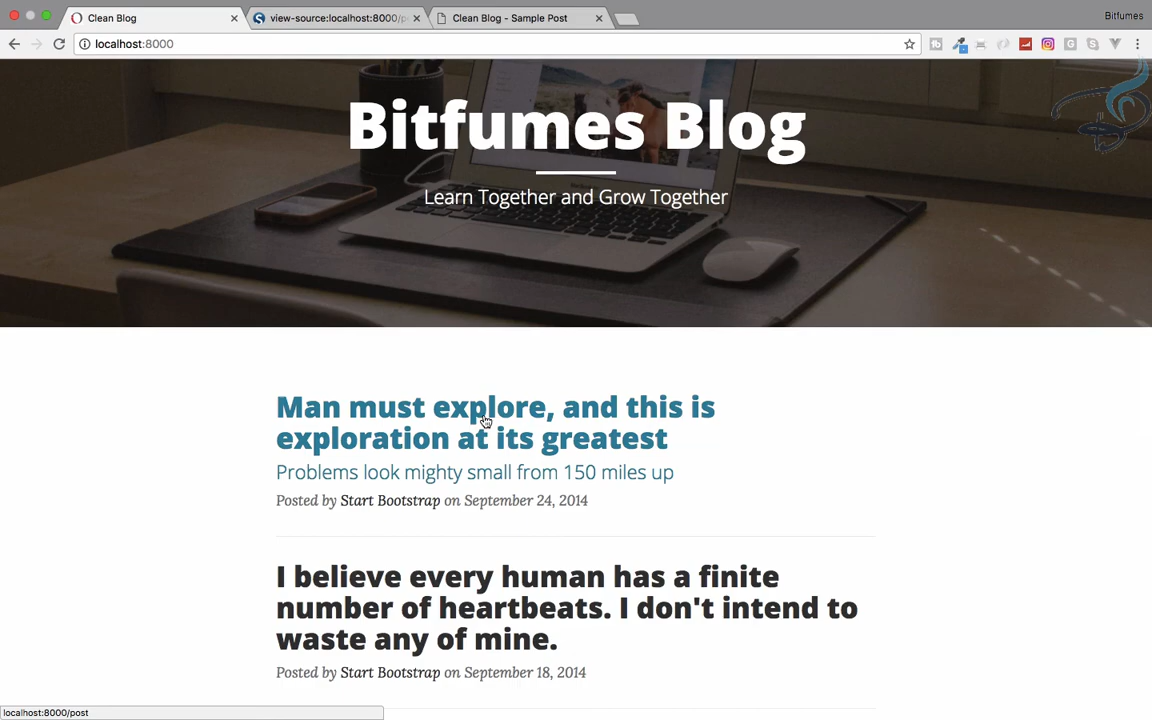 Clean Blog
view-source:localhost:8000/p
Clean Blog - Sample Post
Bitfumes
localhost:8000
Bitfumes Blog
Learn Together and Grow Together
Man must explore, and this is
exploration at its greatest
Problems look mighty small from 150 miles up
Posted by Start Bootstrap on September 24, 2014
I believe every human has a finite
number of heartbeats. I don't intend to
waste any of mine.
Posted by Start Bootstrap on September 18, 2014
localhost:8000/post